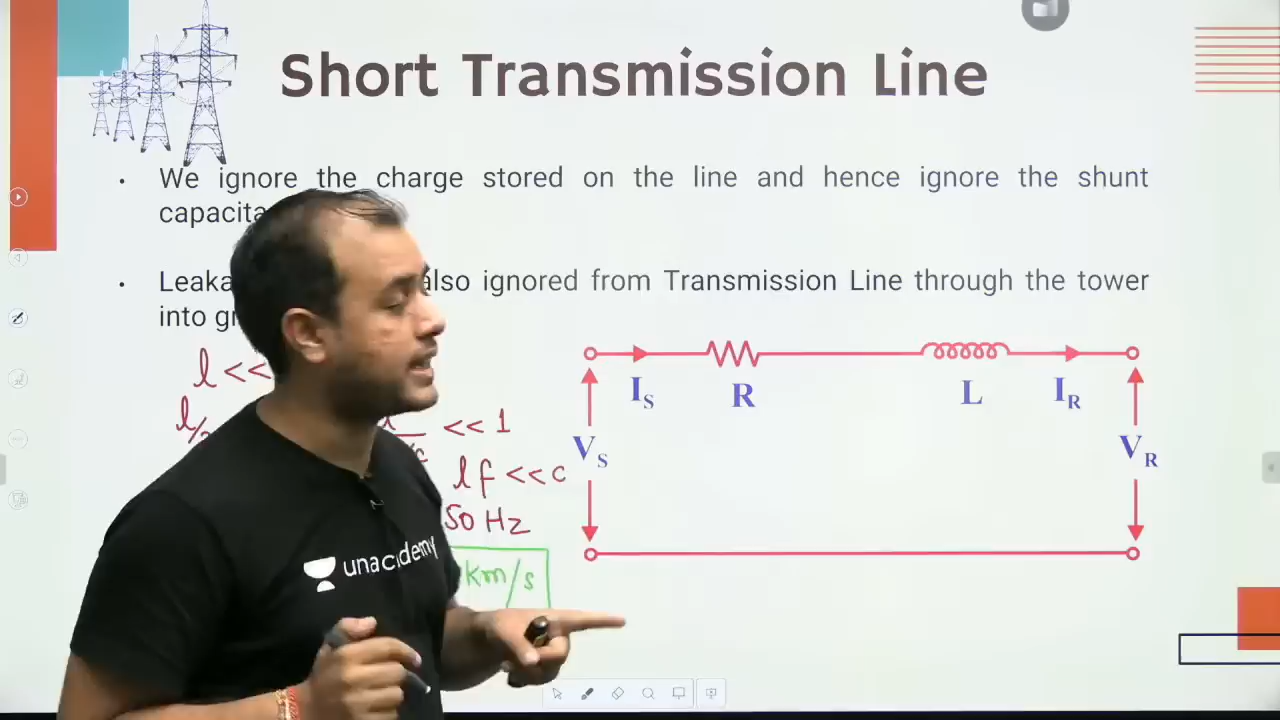 Short Transmission Line
• We ignore the charge stored on the line and hence ignore the shunt
capacita
• Leaka also ignored from Transmission Line through the tower
into gr
l <<
l/ << 1
l f << c
50 Hz
km/s
I_S R L I_R
V_S V_R
unacademy